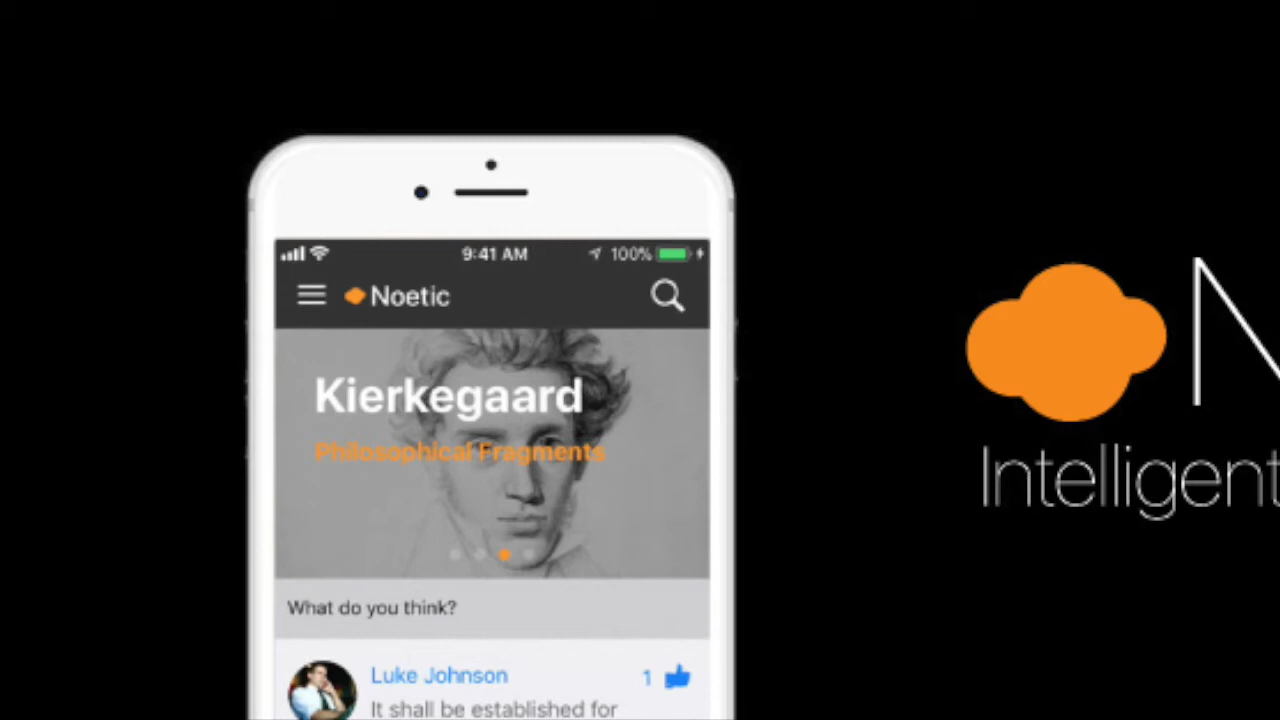 9:41 AM 100%
Noetic
Kierkegaard
Philosophical Fragments
What do you think?
Luke Johnson 1
It shall be established for
N
Intelligent